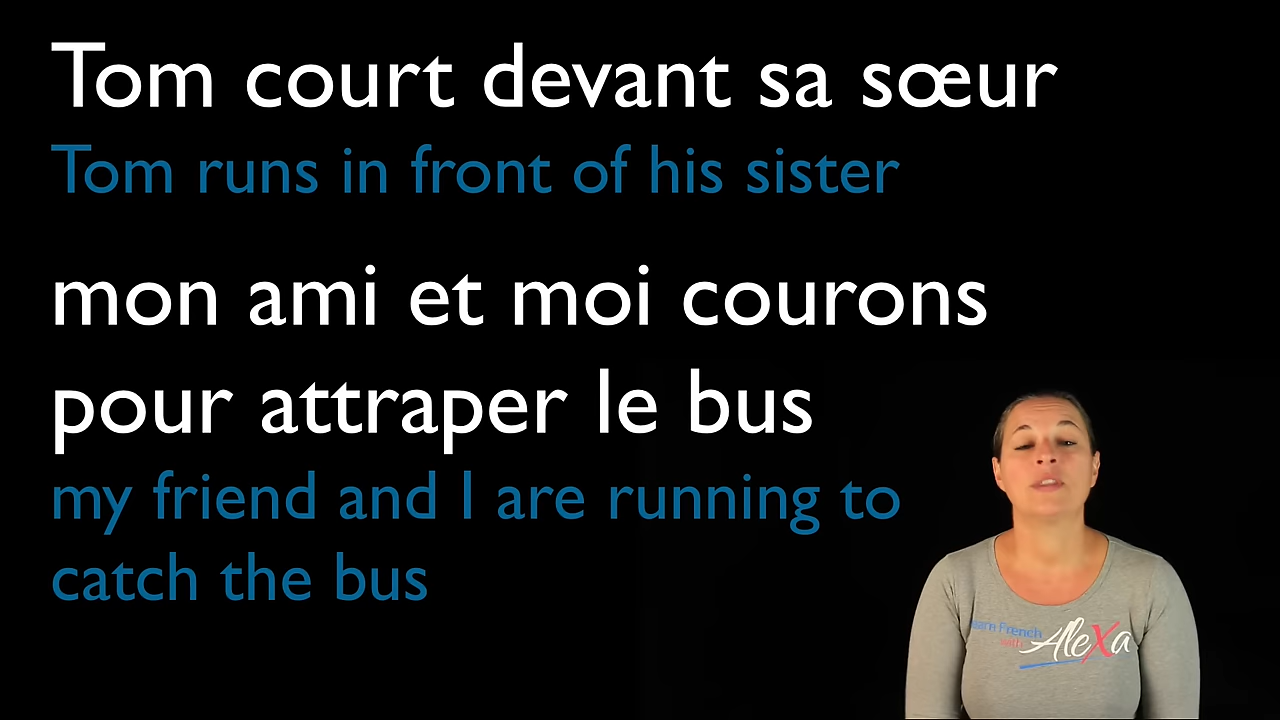 Tom court devant sa sœur
Tom runs in front of his sister
mon ami et moi courons
pour attraper le bus
my friend and I are running to
catch the bus
earn French
with
Alexa